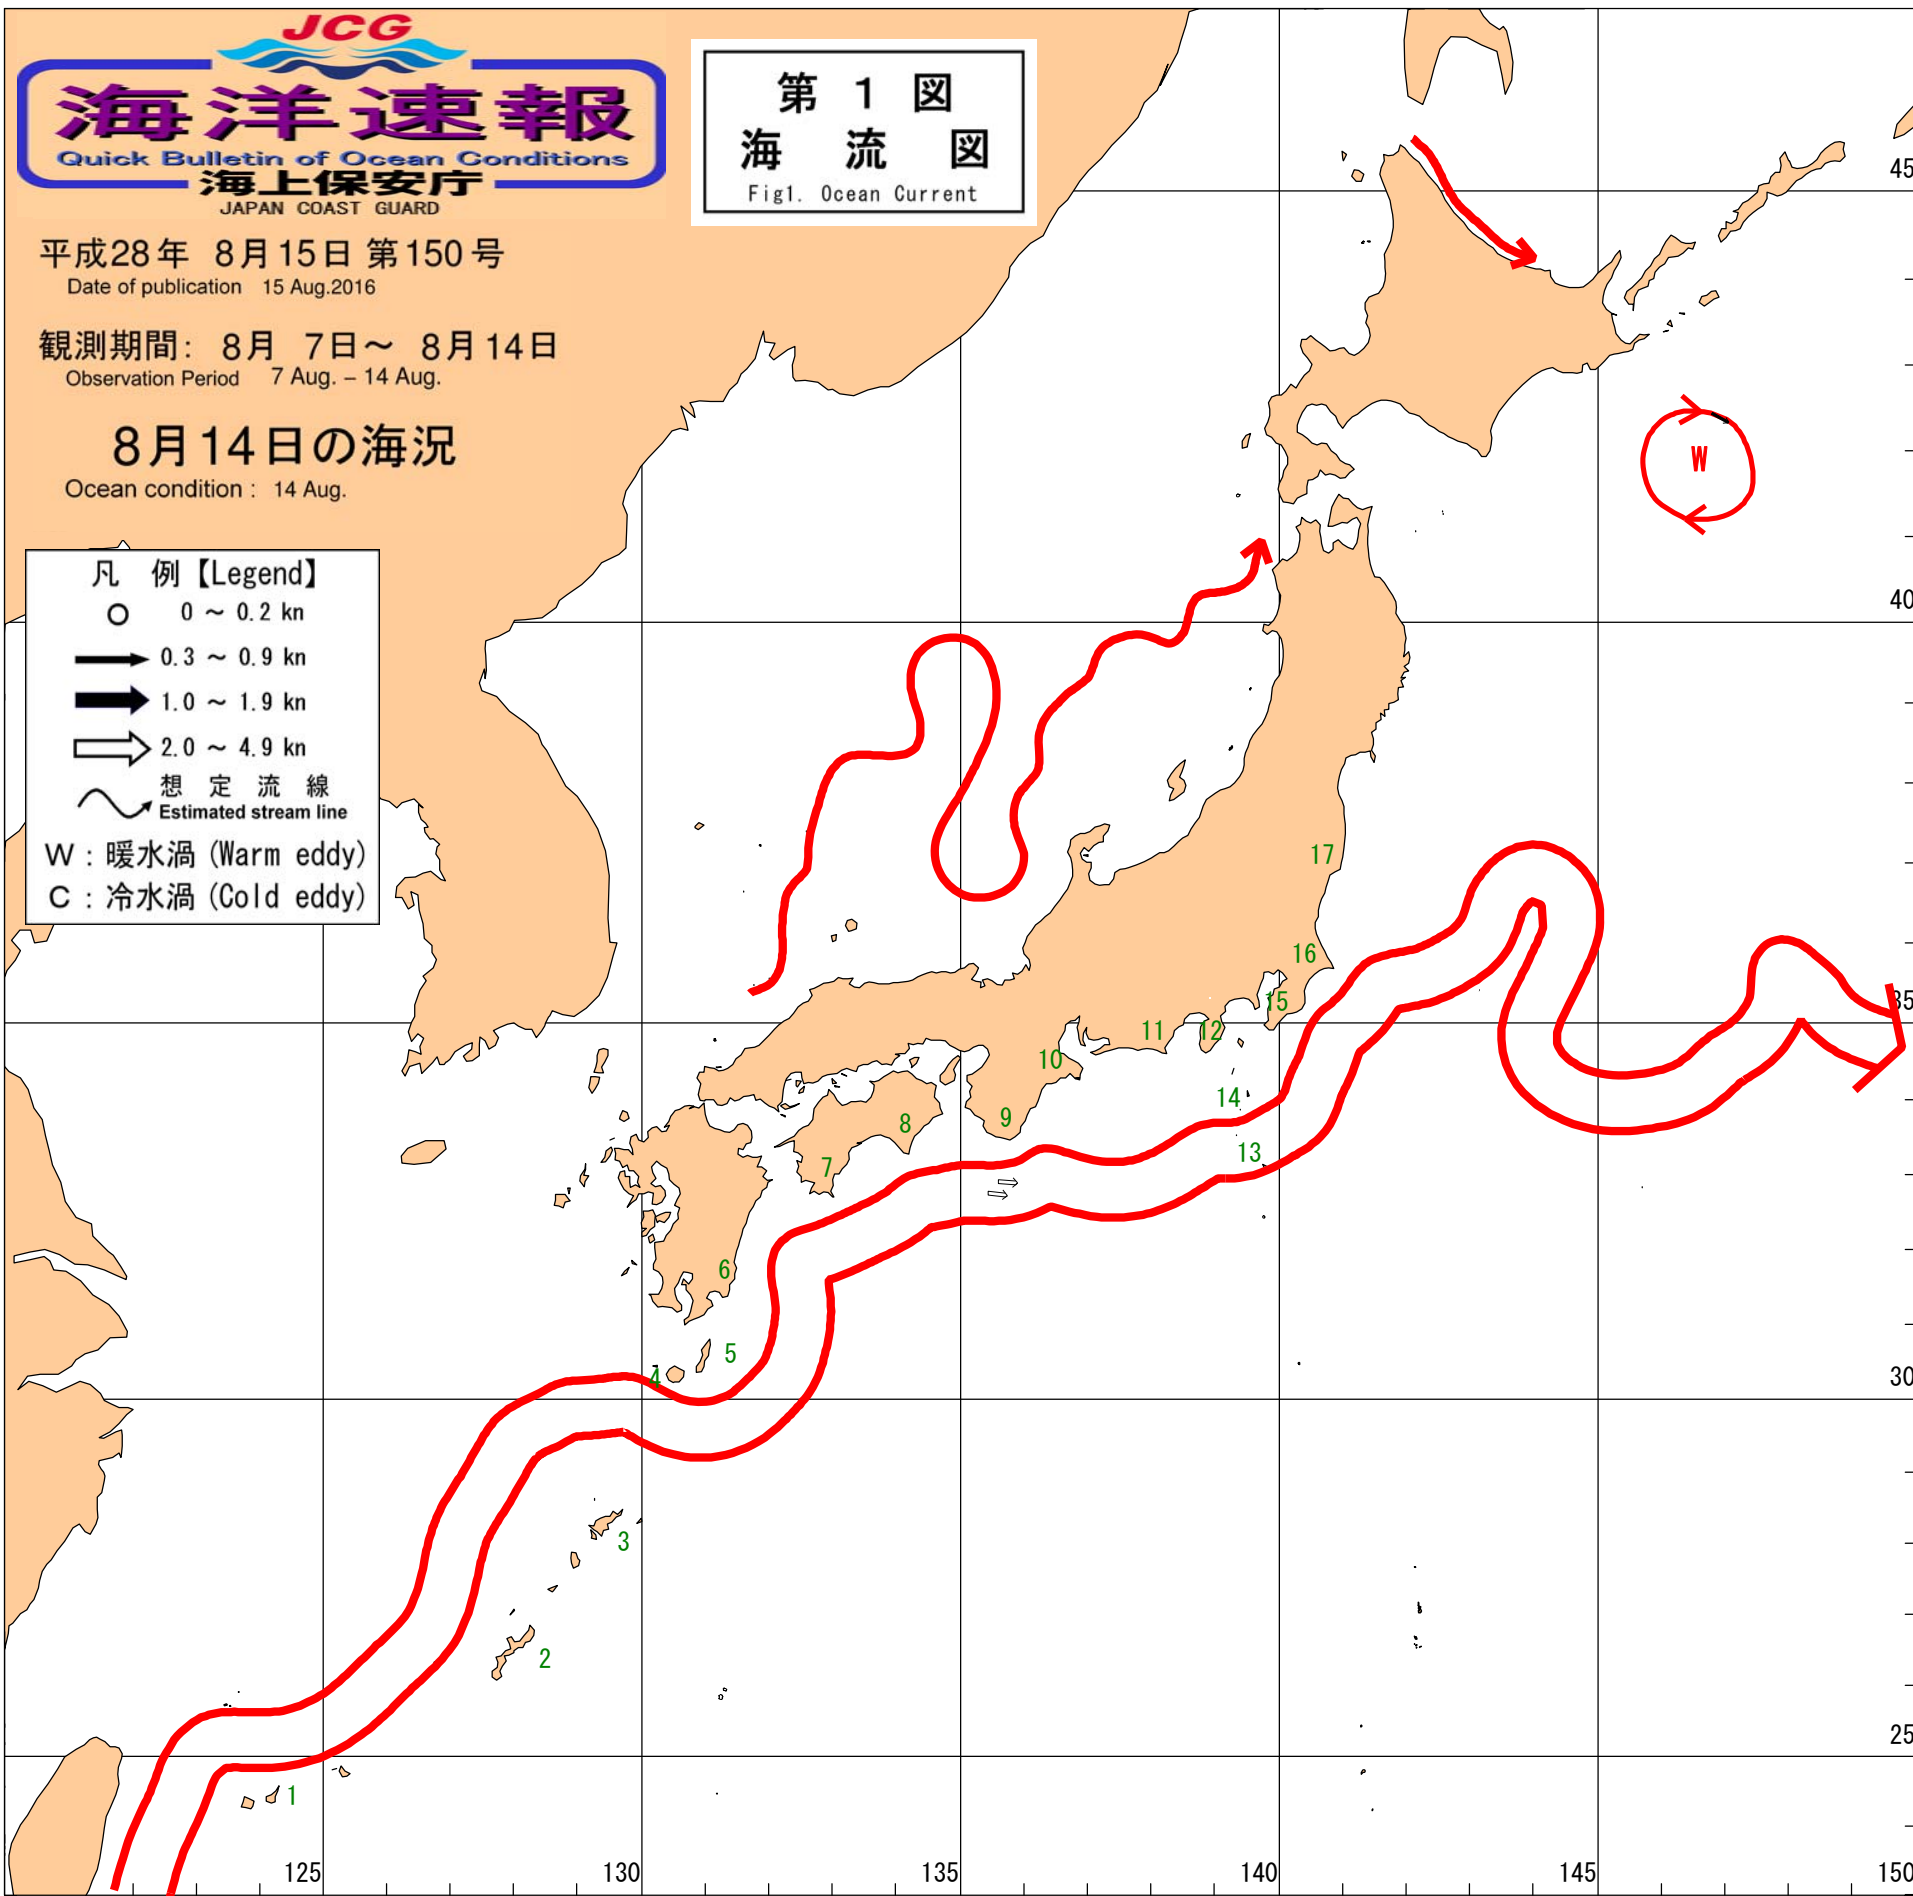 JCG
海洋速報
Quick Bulletin of Ocean Conditions
海上保安庁
JAPAN COAST GUARD
第 1 図
海 流 図
Fig1. Ocean Current
平成28年 8月15日 第150号
Date of publication 15 Aug.2016
観測期間: 8月 7日～ 8月14日
Observation Period 7 Aug. – 14 Aug.
8月14日の海況
Ocean condition : 14 Aug.
凡 例【Legend】
0 ～ 0.2 kn
0.3 ～ 0.9 kn
1.0 ～ 1.9 kn
2.0 ～ 4.9 kn
想 定 流 線
Estimated stream line
W : 暖水渦 (Warm eddy)
C : 冷水渦 (Cold eddy)
45
W
40
17
16
35
15
11
12
10
14
9
8
13
7
6
5
4
30
3
2
25
1
125
130
135
140
145
150